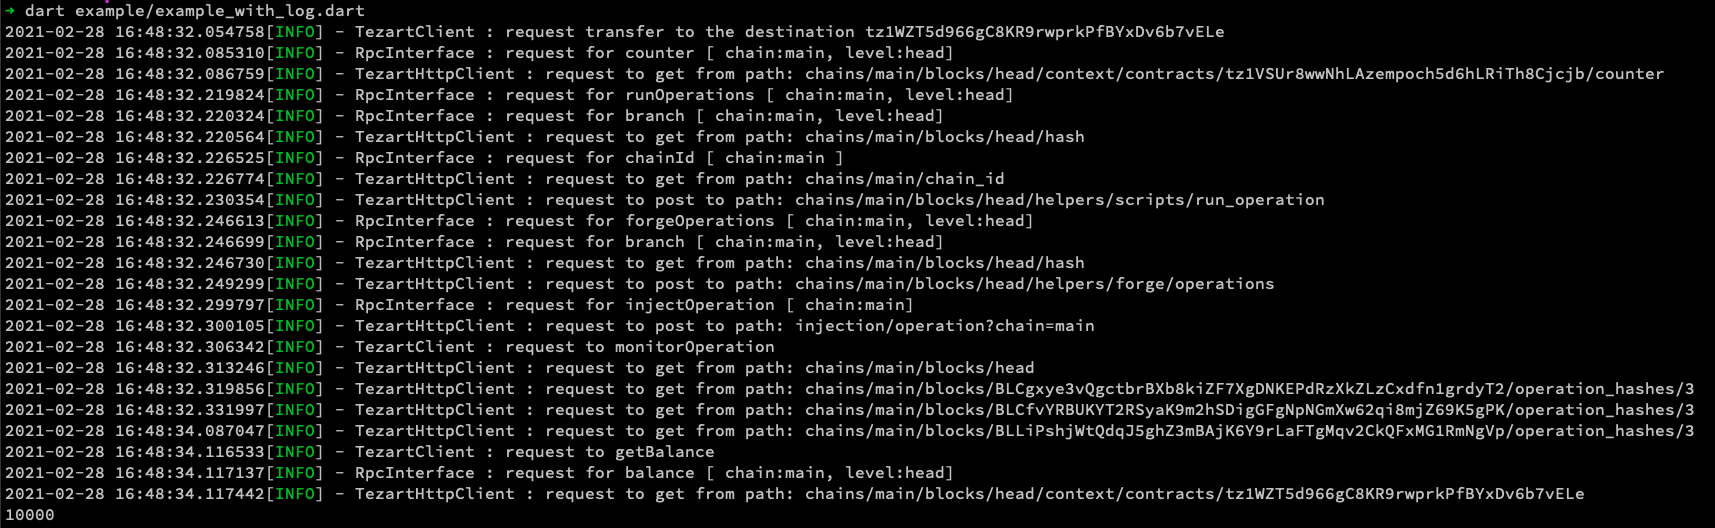 → dart example/example_with_log.dart
2021-02-28 16:48:32.054758[INFO] - TezartClient : request transfer to the destination tz1WZT5d966gC8KR9rwprkPfBYxDv6b7vELe
2021-02-28 16:48:32.085310[INFO] - RpcInterface : request for counter [ chain:main, level:head]
2021-02-28 16:48:32.086759[INFO] - TezartHttpClient : request to get from path: chains/main/blocks/head/context/contracts/tz1VSUr8wwNhLAzempoch5d6hLRiTh8Cjcjb/counter
2021-02-28 16:48:32.219824[INFO] - RpcInterface : request for runOperations [ chain:main, level:head]
2021-02-28 16:48:32.220324[INFO] - RpcInterface : request for branch [ chain:main, level:head]
2021-02-28 16:48:32.220564[INFO] - TezartHttpClient : request to get from path: chains/main/blocks/head/hash
2021-02-28 16:48:32.226525[INFO] - RpcInterface : request for chainId [ chain:main ]
2021-02-28 16:48:32.226774[INFO] - TezartHttpClient : request to get from path: chains/main/chain_id
2021-02-28 16:48:32.230354[INFO] - TezartHttpClient : request to post to path: chains/main/blocks/head/helpers/scripts/run_operation
2021-02-28 16:48:32.246613[INFO] - RpcInterface : request for forgeOperations [ chain:main, level:head]
2021-02-28 16:48:32.246699[INFO] - RpcInterface : request for branch [ chain:main, level:head]
2021-02-28 16:48:32.246730[INFO] - TezartHttpClient : request to get from path: chains/main/blocks/head/hash
2021-02-28 16:48:32.249299[INFO] - TezartHttpClient : request to post to path: chains/main/blocks/head/helpers/forge/operations
2021-02-28 16:48:32.299797[INFO] - RpcInterface : request for injectOperation [ chain:main]
2021-02-28 16:48:32.300105[INFO] - TezartHttpClient : request to post to path: injection/operation?chain=main
2021-02-28 16:48:32.306342[INFO] - TezartClient : request to monitorOperation
2021-02-28 16:48:32.313246[INFO] - TezartHttpClient : request to get from path: chains/main/blocks/head
2021-02-28 16:48:32.319856[INFO] - TezartHttpClient : request to get from path: chains/main/blocks/BLCgxye3vQgctbrBXb8kiZF7XgDNKEPdRzXkZLzCxdfn1grdyT2/operation_hashes/3
2021-02-28 16:48:32.331997[INFO] - TezartHttpClient : request to get from path: chains/main/blocks/BLCfvYRBUKYT2RSyaK9m2hSDigGFgNpNGmXw62qi8mjZ69K5gPK/operation_hashes/3
2021-02-28 16:48:34.087047[INFO] - TezartHttpClient : request to get from path: chains/main/blocks/BLLiPshjWtQdqJ5ghZ3mBAjK6Y9rLaFTgMqv2CkQFxMG1RmNgVp/operation_hashes/3
2021-02-28 16:48:34.116533[INFO] - TezartClient : request to getBalance
2021-02-28 16:48:34.117137[INFO] - RpcInterface : request for balance [ chain:main, level:head]
2021-02-28 16:48:34.117442[INFO] - TezartHttpClient : request to get from path: chains/main/blocks/head/context/contracts/tz1WZT5d966gC8KR9rwprkPfBYxDv6b7vELe
10000